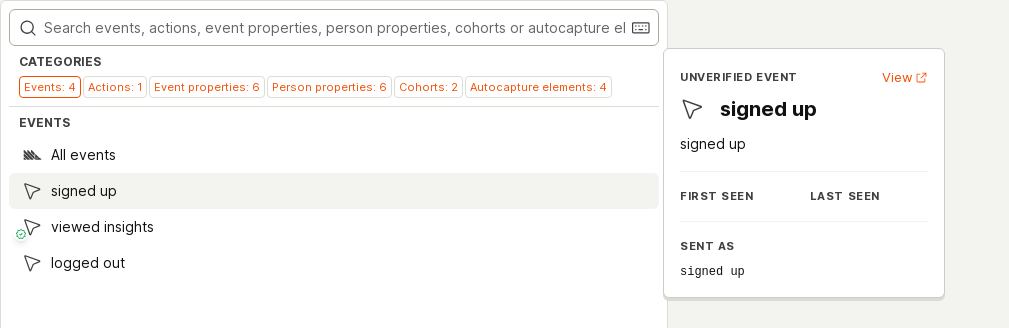 Search events, actions, event properties, person properties, cohorts or autocapture el
CATEGORIES
Events: 4 Actions: 1 Event properties: 6 Person properties: 6 Cohorts: 2 Autocapture elements: 4
EVENTS
All events
signed up
viewed insights
logged out
UNVERIFIED EVENT View
signed up
signed up
FIRST SEEN LAST SEEN
SENT AS
signed up